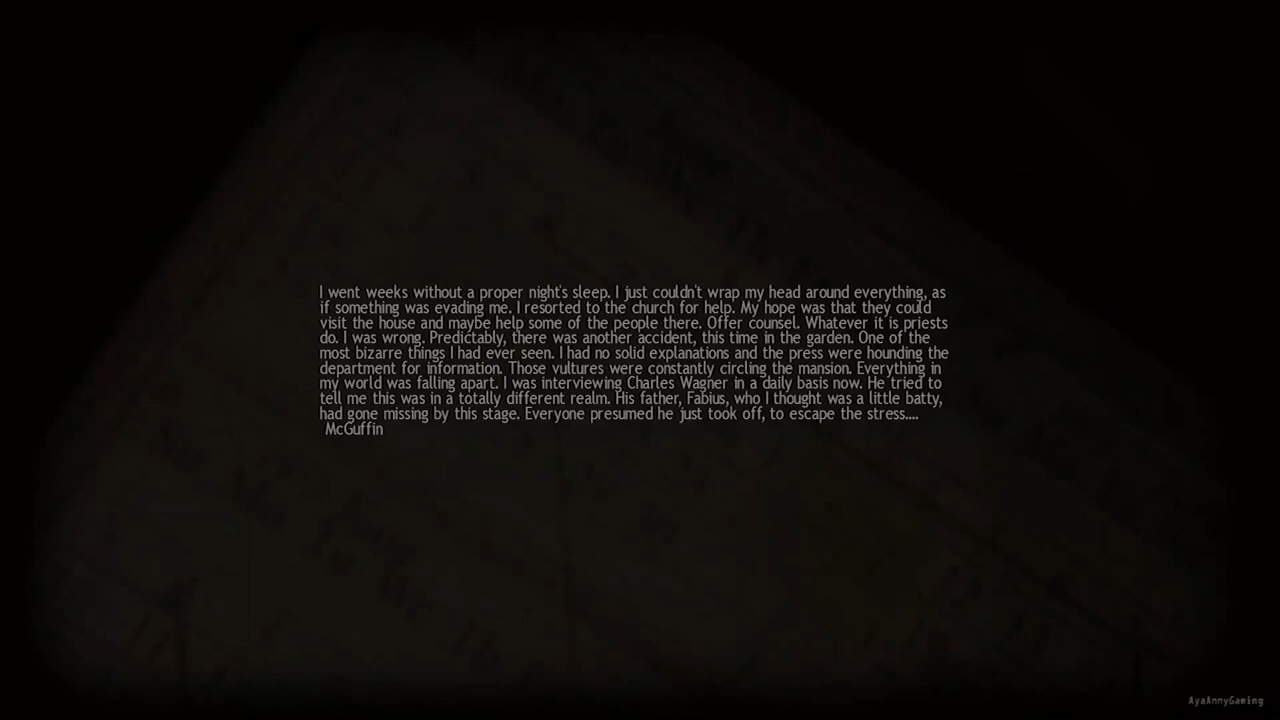 I went weeks without a proper night's sleep. I just couldn't wrap my head around everything, as
if something was evading me. I resorted to the church for help. My hope was that they could
visit the house and maybe help some of the people there. Offer counsel. Whatever it is priests
do. I was wrong. Predictably, there was another accident, this time in the garden. One of the
most bizarre things I had ever seen. I had no solid explanations and the press were hounding the
department for information. Those vultures were constantly circling the mansion. Everything in
my world was falling apart. I was interviewing Charles Wagner in a daily basis now. He tried to
tell me this was in a totally different realm. His father, Fabius, who I thought was a little batty,
had gone missing by this stage. Everyone presumed he just took off, to escape the stress....
McGuffin
AyaAnnyGaming